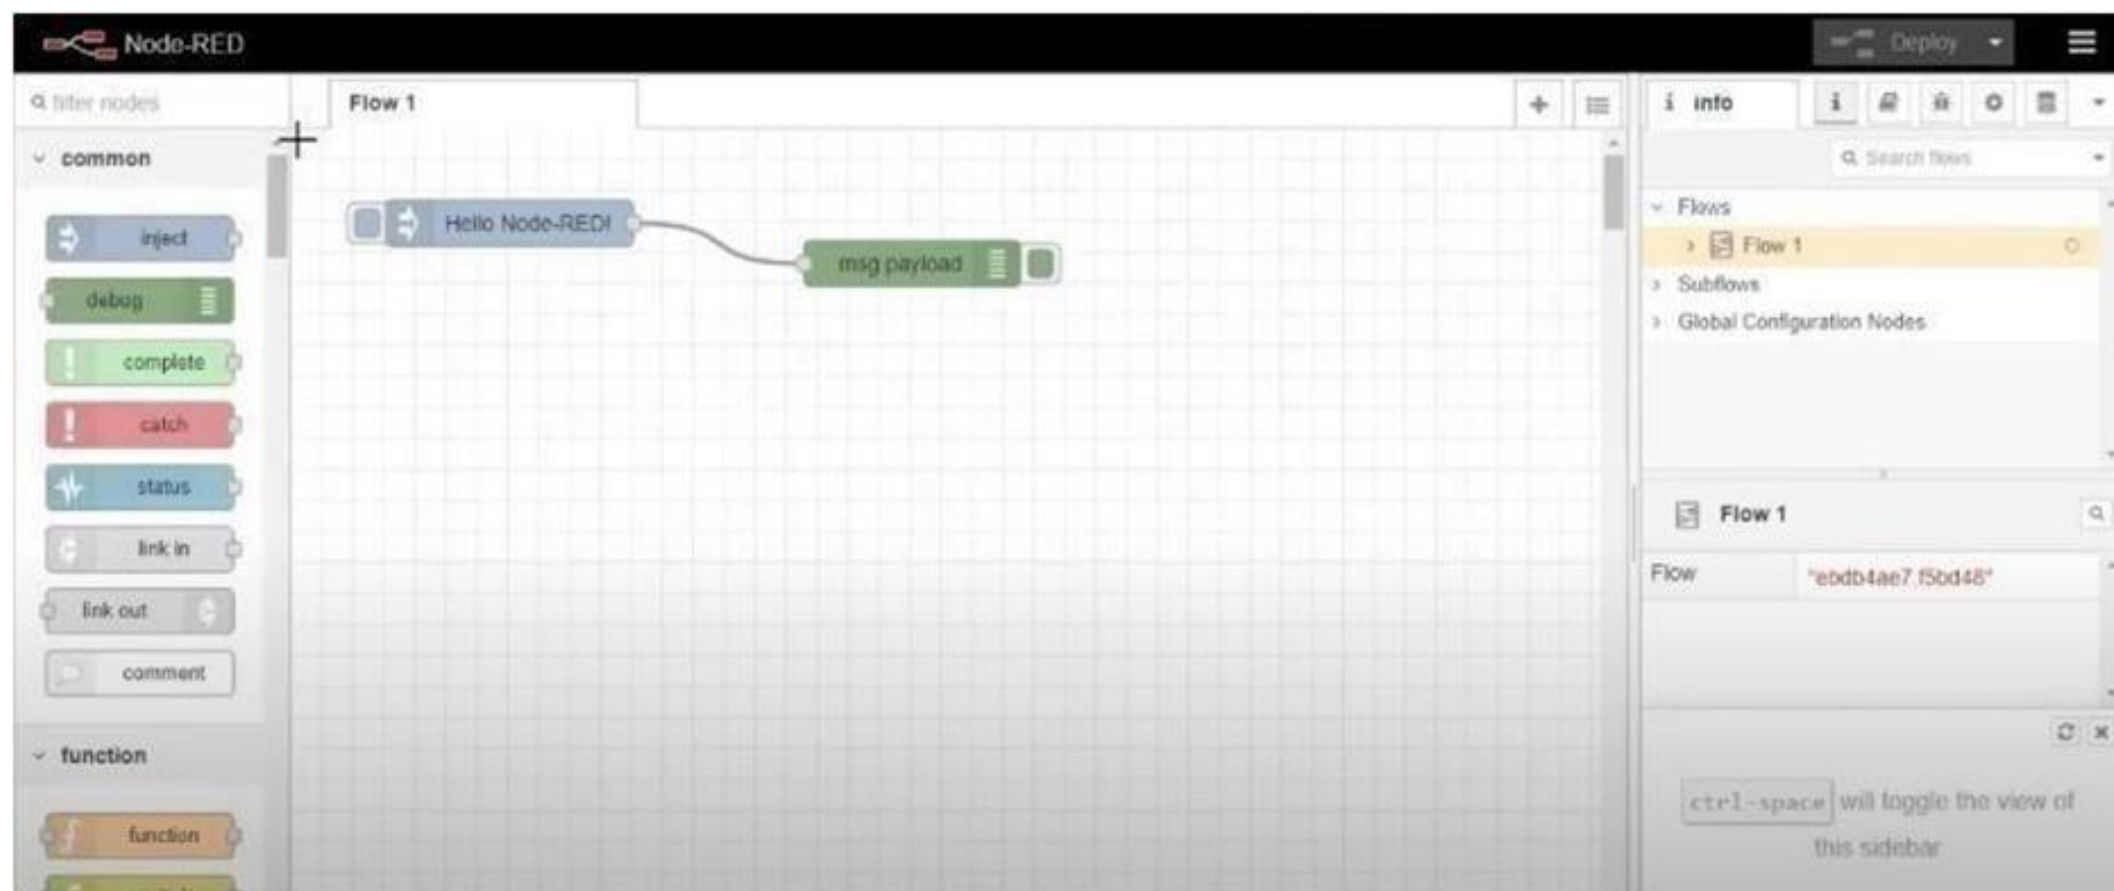 Node-RED
Deploy
filter nodes
Flow 1
info
common
Search flows
inject
debug
complete
catch
status
link in
link out
comment
function
function
Hello Node-RED!
msg payload
Flows
Flow 1
Subflows
Global Configuration Nodes
Flow 1
Flow
"ebdb4ae7.f5bd48"
ctrl-space will toggle the view of
this sidebar